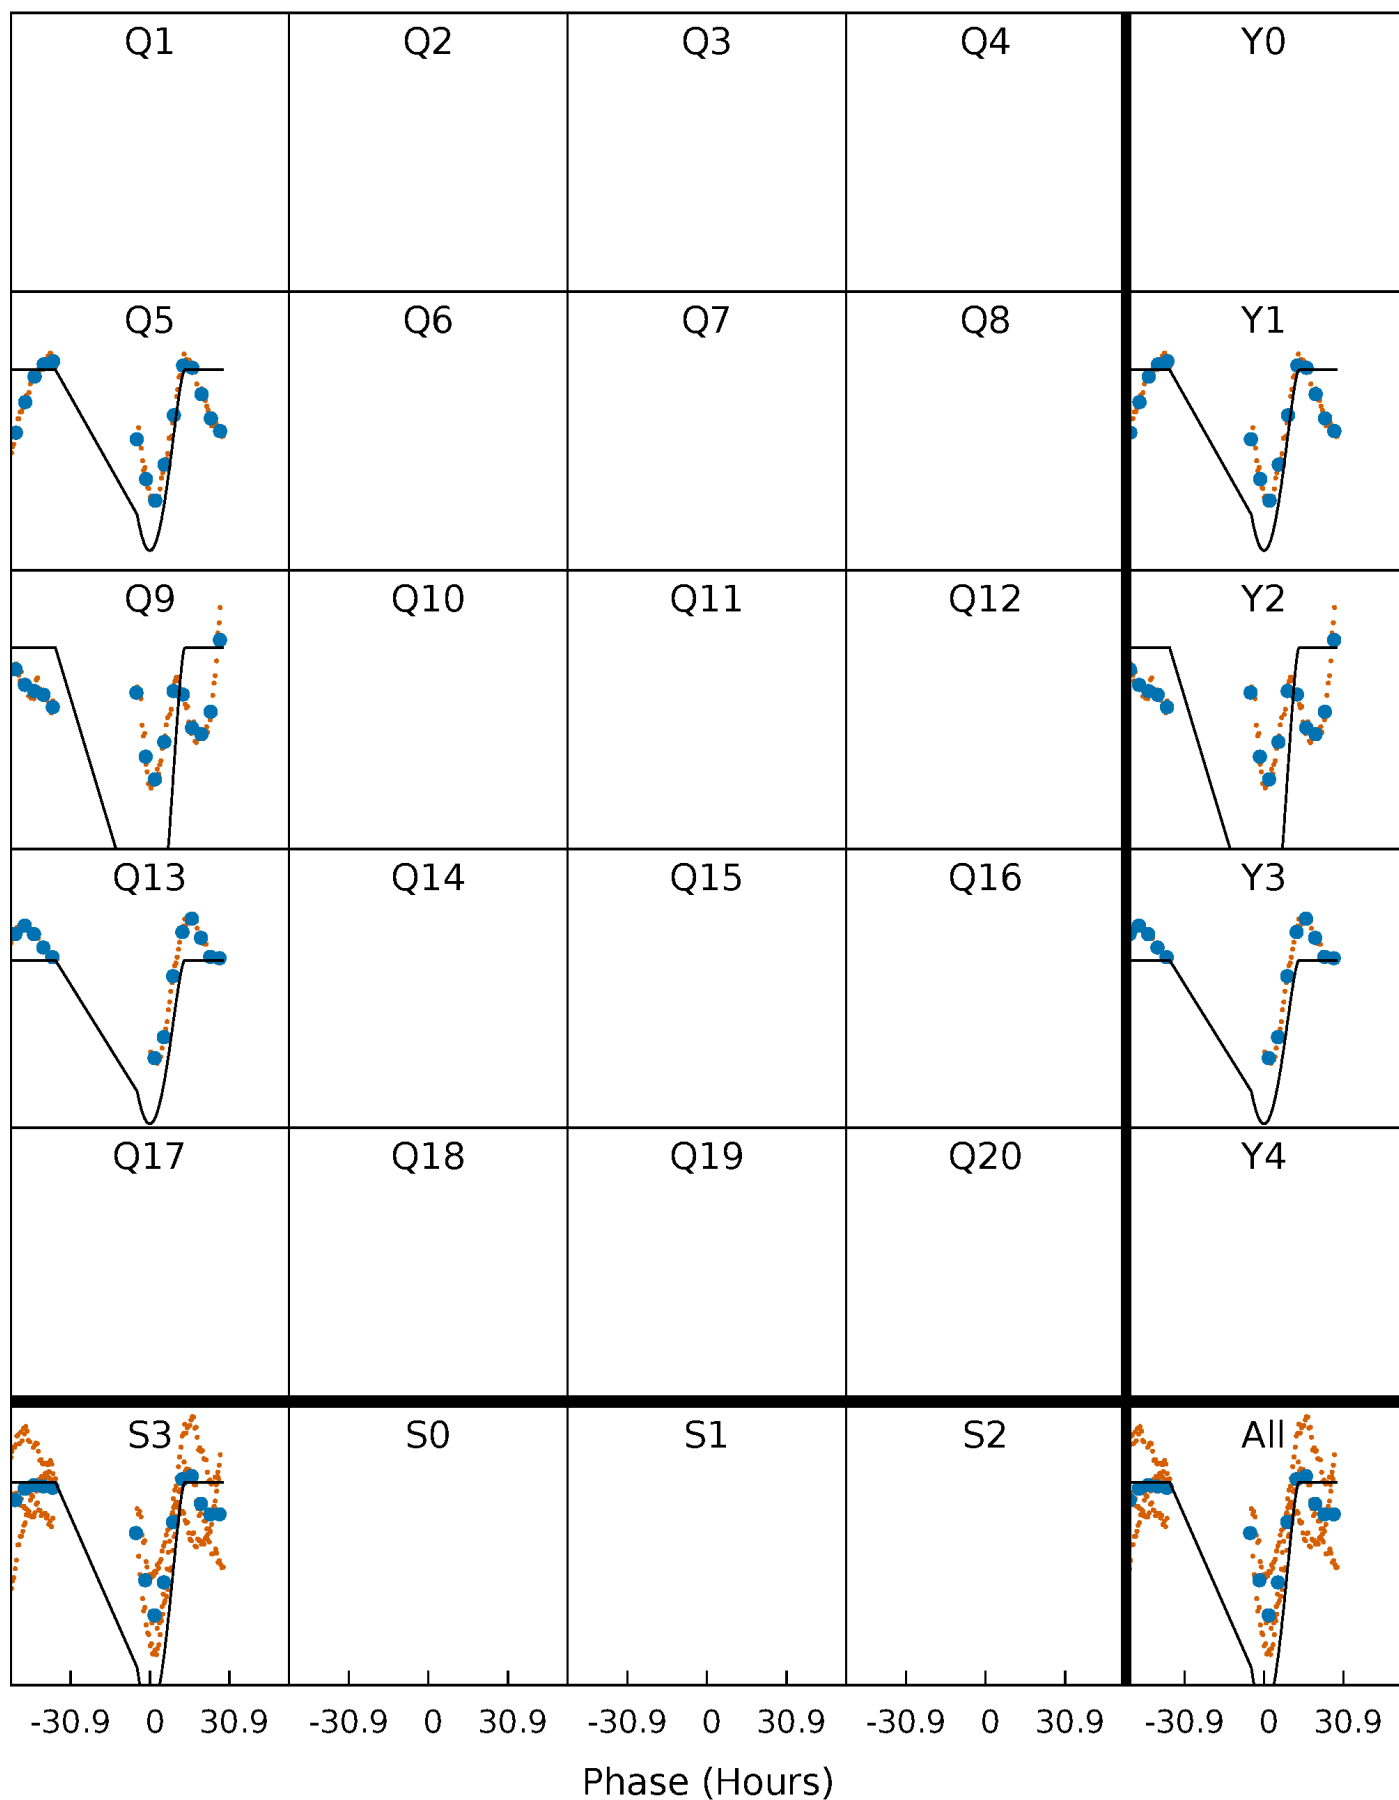 Q1 Q2 Q3 Q4 Y0
Q5 Q6 Q7 Q8 Y1
Q9 Q10 Q11 Q12 Y2
Q13 Q14 Q15 Q16 Y3
Q17 Q18 Q19 Q20 Y4
S3 S0 S1 S2 All
-30.9 0 30.9 -30.9 0 30.9 -30.9 0 30.9 -30.9 0 30.9 -30.9 0 30.9
Phase (Hours)